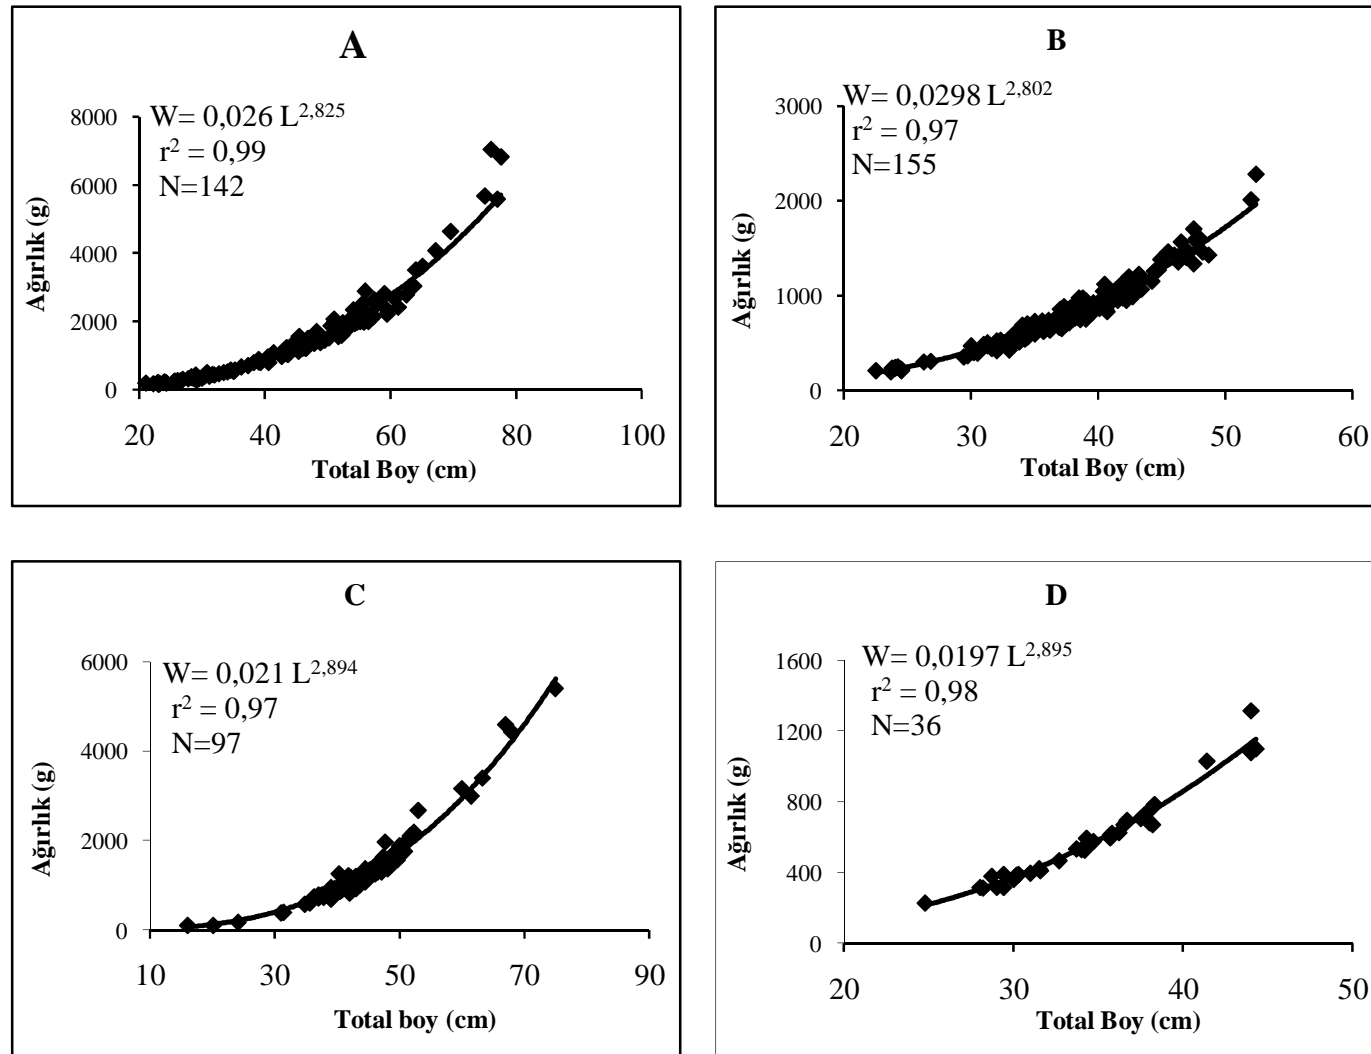 A
W= 0,026 L^2,825
r² = 0,99
N=142
8000
6000
4000
2000
0
20 40 60 80 100
Ağırlık (g)
Total Boy (cm)
B
W= 0,0298 L^2,802
r² = 0,97
N=155
3000
2000
1000
0
20 30 40 50 60
Ağırlık (g)
Total Boy (cm)
C
W= 0,021 L^2,894
r² = 0,97
N=97
6000
4000
2000
0
10 30 50 70 90
Ağırlık (g)
Total boy (cm)
D
W= 0,0197 L^2,895
r² = 0,98
N=36
1600
1200
800
400
0
20 30 40 50
Ağırlık (g)
Total Boy (cm)